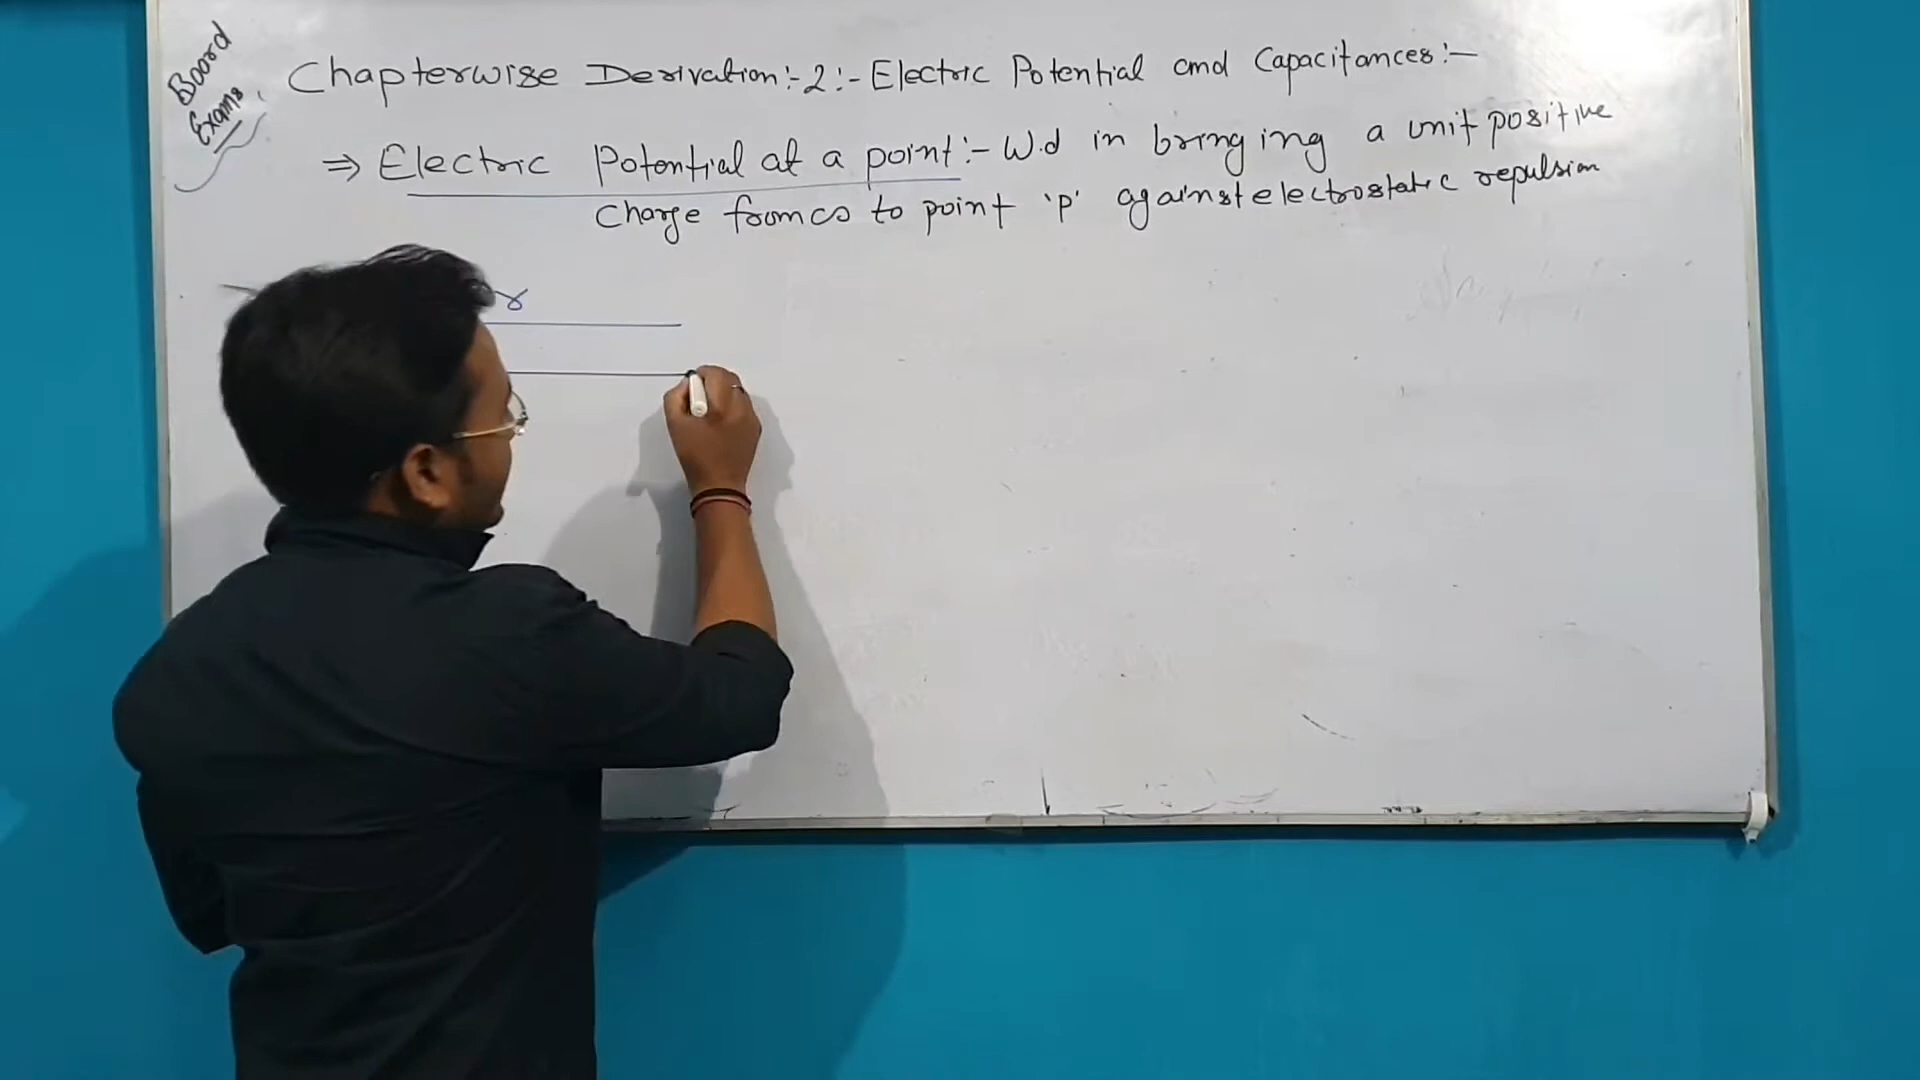 Board
Exams
Chapterwise Derivation:-2:- Electric Potential and Capacitances:-
⇒ Electric Potential at a point:- W.d in bringing a unit positive
Charge from ∞ to point 'p' against electrostatic repulsion
r